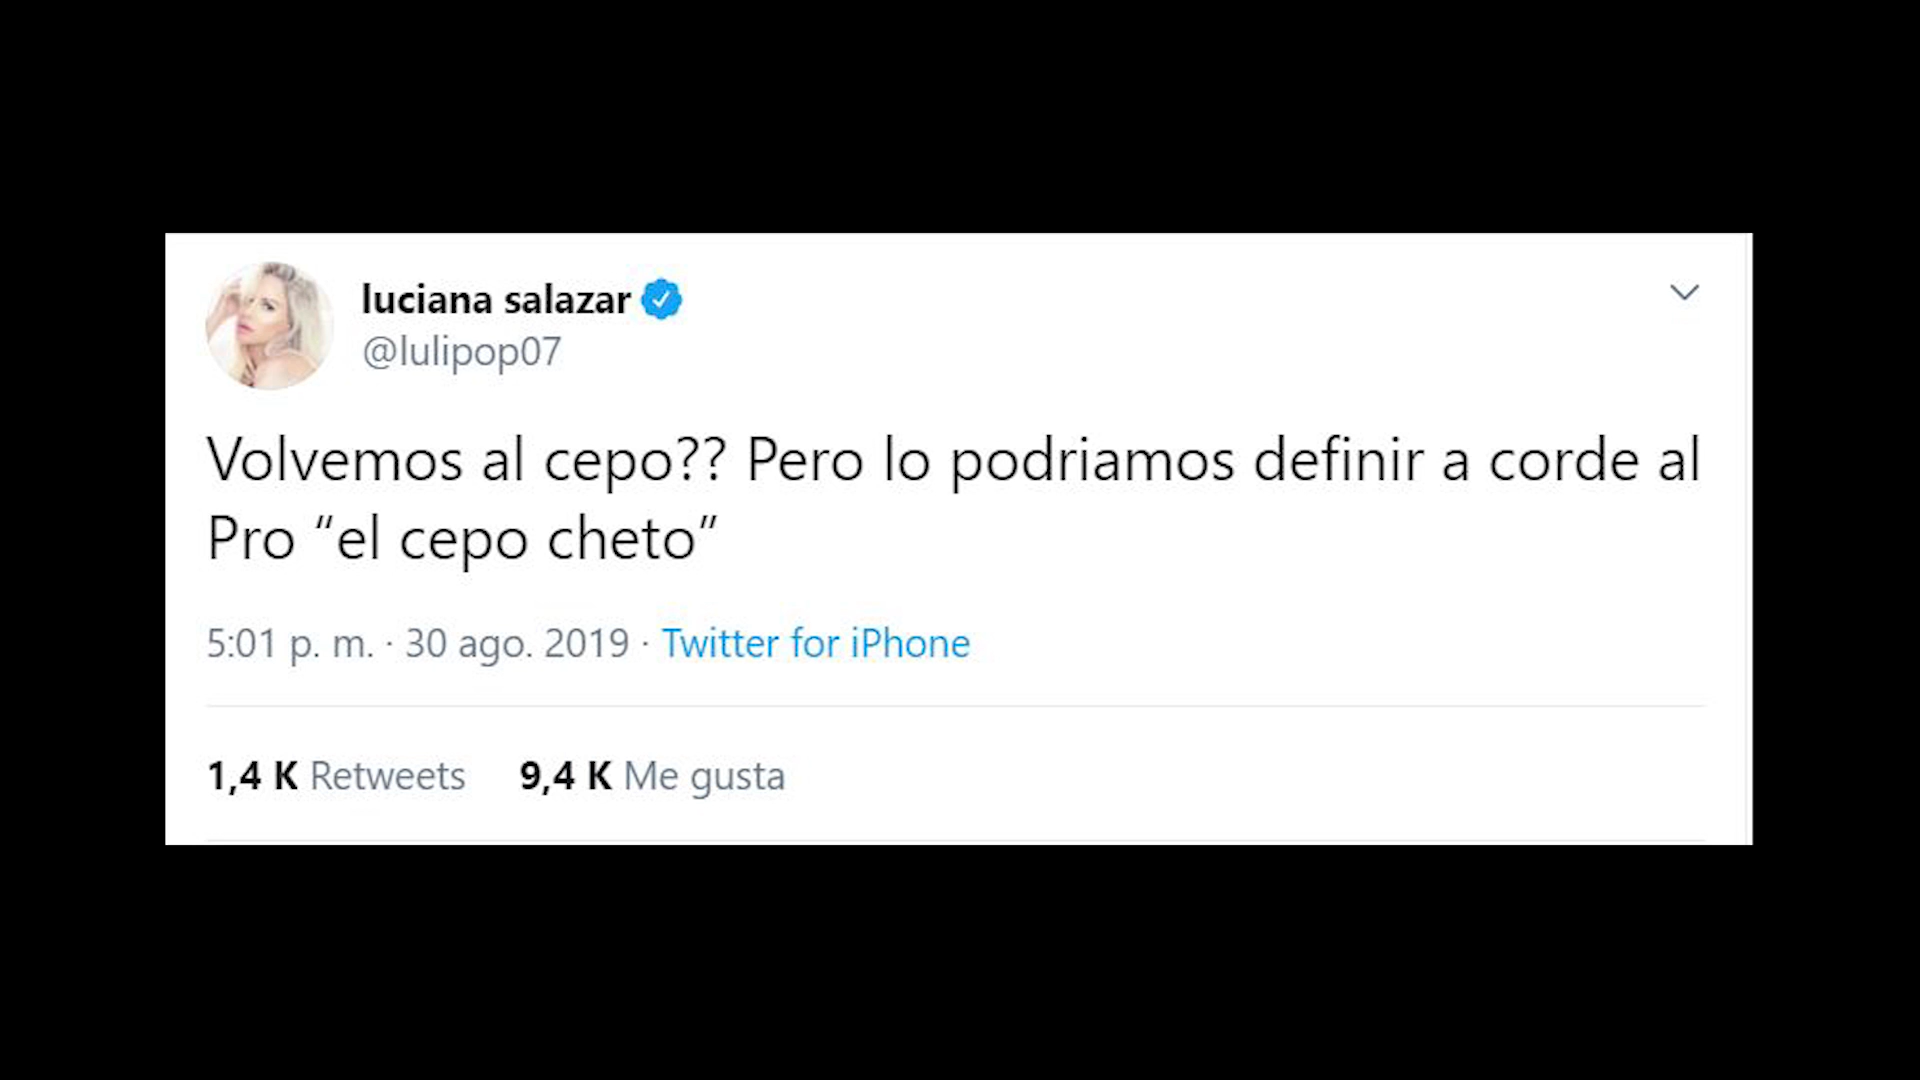 luciana salazar
@lulipop07
Volvemos al cepo?? Pero lo podriamos definir a corde al
Pro “el cepo cheto”
5:01 p. m. · 30 ago. 2019 · Twitter for iPhone
1,4 K Retweets 9,4 K Me gusta